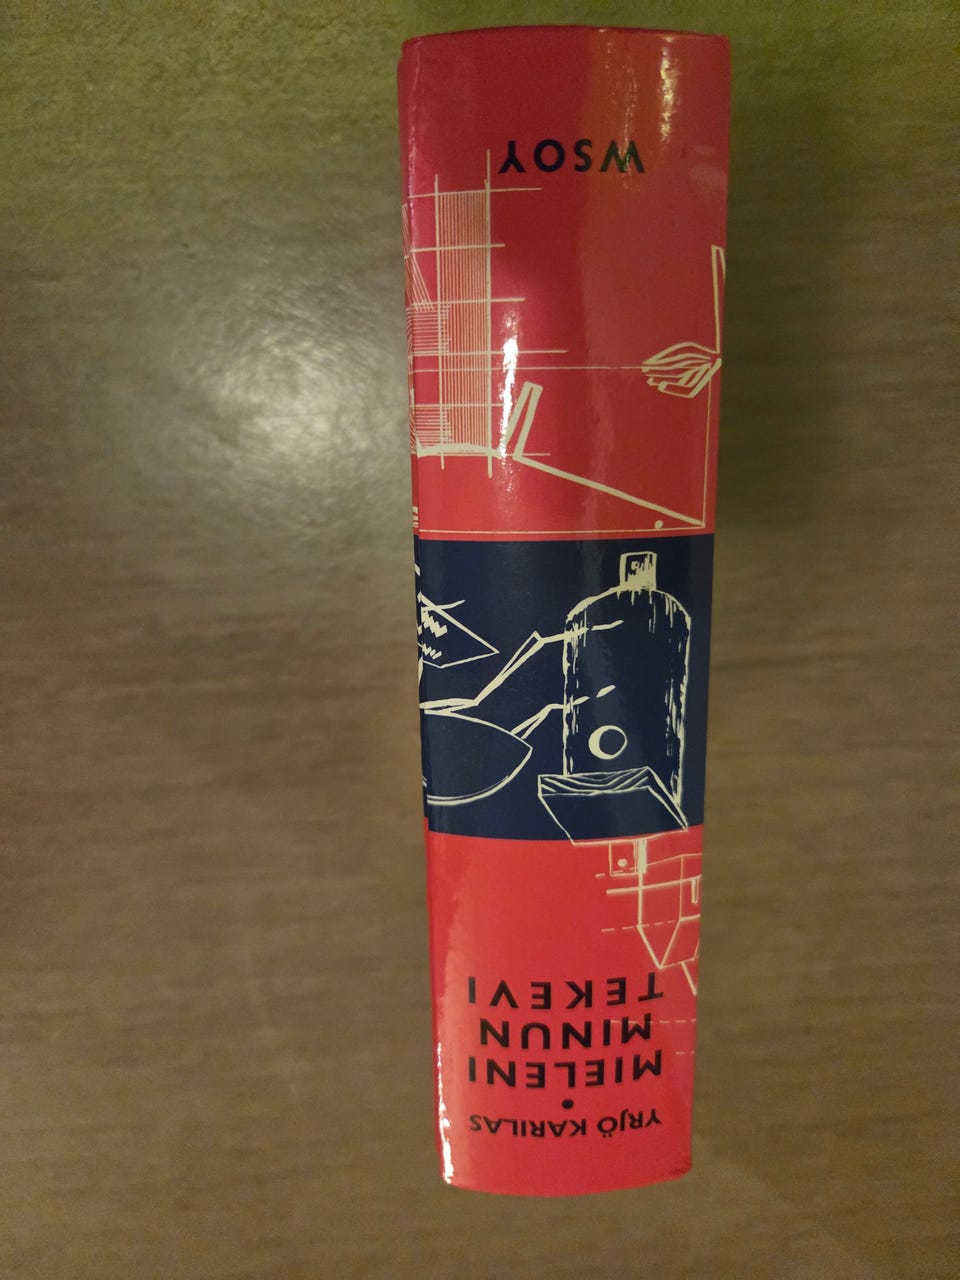 YRJÖ KARILAS
MIELENI
MINUN
TEKEVI
WSOY